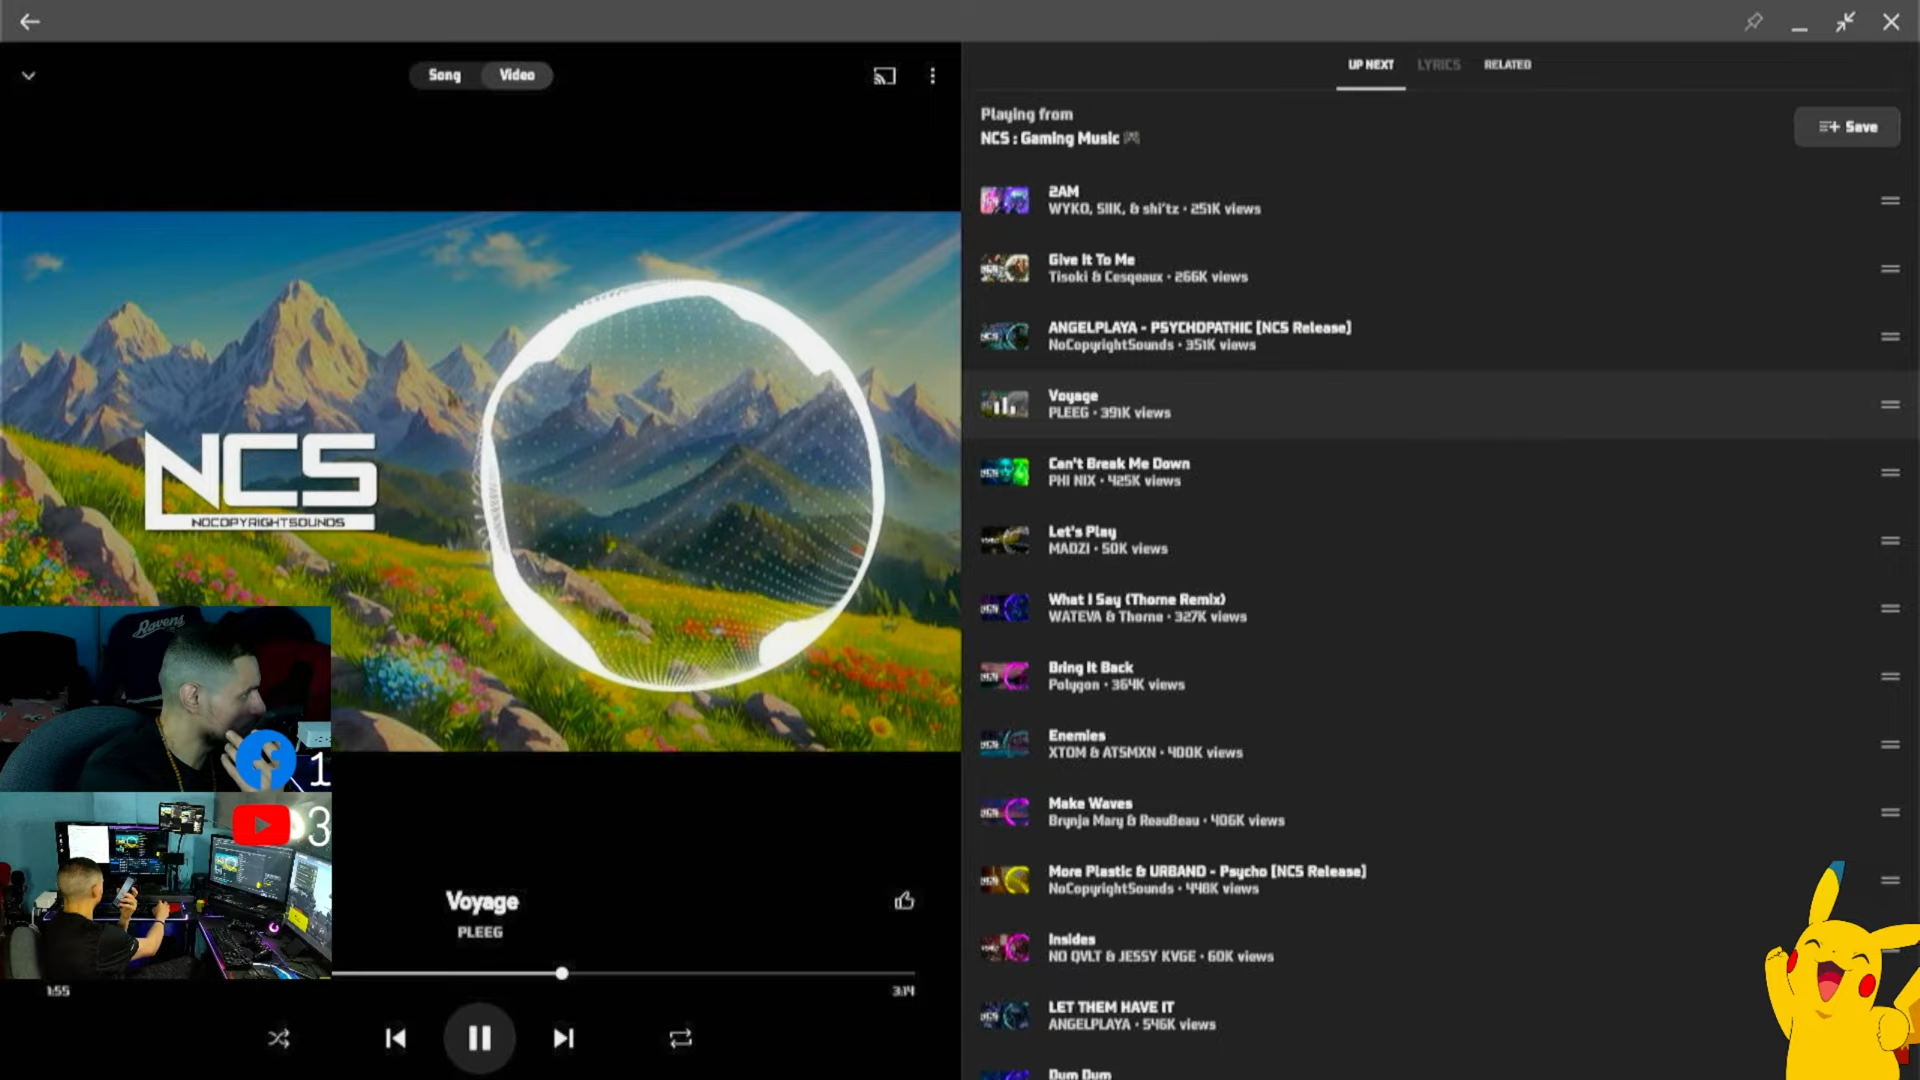 Song
Video
NCS
NOCOPYRIGHTSOUNDS
Ravens
1
3
Voyage
PLEEG
1:55
3:14
UP NEXT
LYRICS
RELATED
Playing from
NCS : Gaming Music 🎮
Save
2AM
WYKO, SIIK, & shi'tz • 251K views
Give It To Me
Tisoki & Cesqeaux • 266K views
ANGELPLAYA - PSYCHOPATHIC [NCS Release]
NoCopyrightSounds • 351K views
Voyage
PLEEG • 391K views
Can't Break Me Down
PHI NIX • 425K views
Let's Play
MADZI • 50K views
What I Say (Thorne Remix)
WATEVA & Thorne • 327K views
Bring It Back
Polygon • 364K views
Enemies
XTOM & ATSMXN • 400K views
Make Waves
Brynja Mary & ReauBeau • 406K views
More Plastic & URBANO - Psycho [NCS Release]
NoCopyrightSounds • 440K views
Insides
NO QVLT & JESSY KVGE • 60K views
LET THEM HAVE IT
ANGELPLAYA • 546K views
Dum Dum